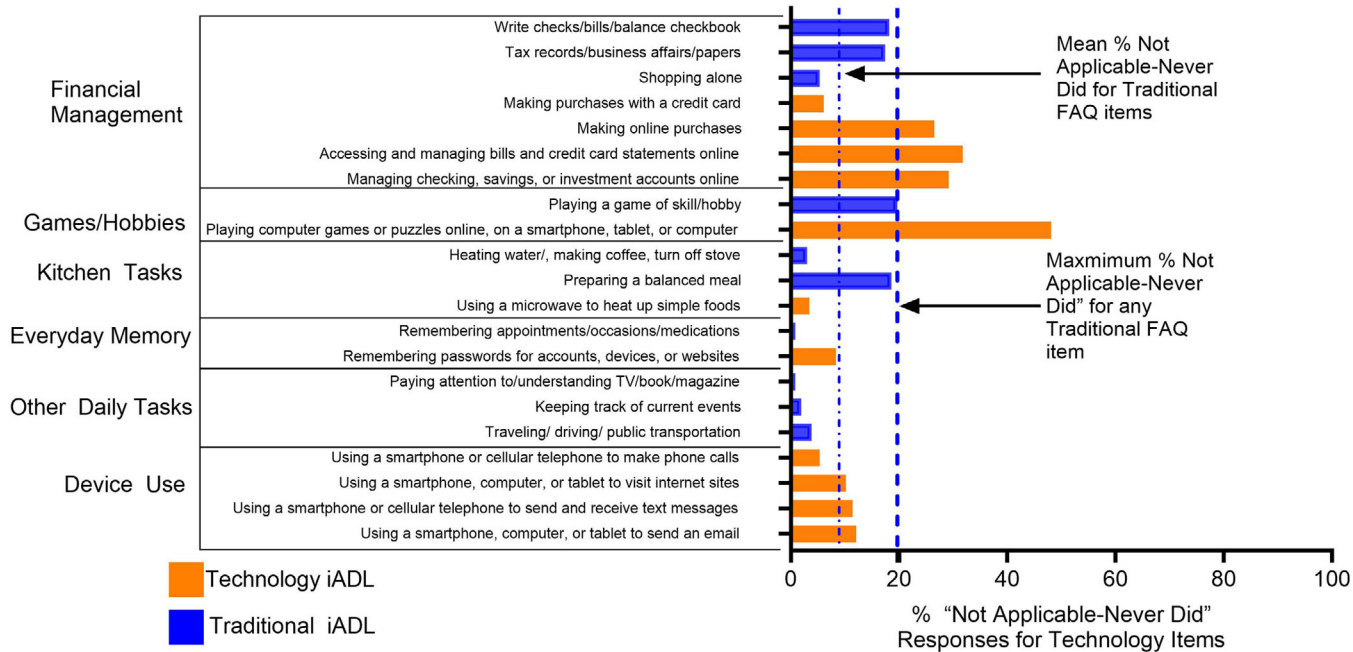 Financial
Management
Write checks/bills/balance checkbook
Tax records/business affairs/papers
Shopping alone
Making purchases with a credit card
Making online purchases
Accessing and managing bills and credit card statements online
Managing checking, savings, or investment accounts online
Games/Hobbies
Playing a game of skill/hobby
Playing computer games or puzzles online, on a smartphone, tablet, or computer
Kitchen Tasks
Heating water/, making coffee, turn off stove
Preparing a balanced meal
Using a microwave to heat up simple foods
Everyday Memory
Remembering appointments/occasions/medications
Remembering passwords for accounts, devices, or websites
Other Daily Tasks
Paying attention to/understanding TV/book/magazine
Keeping track of current events
Traveling/ driving/ public transportation
Device Use
Using a smartphone or cellular telephone to make phone calls
Using a smartphone, computer, or tablet to visit internet sites
Using a smartphone or cellular telephone to send and receive text messages
Using a smartphone, computer, or tablet to send an email
Mean % Not
Applicable-Never
Did for Traditional
FAQ items
Maxmimum % Not
Applicable-Never
Did” for any
Traditional FAQ
item
0 20 40 60 80 100
% “Not Applicable-Never Did”
Responses for Technology Items
Technology iADL
Traditional iADL